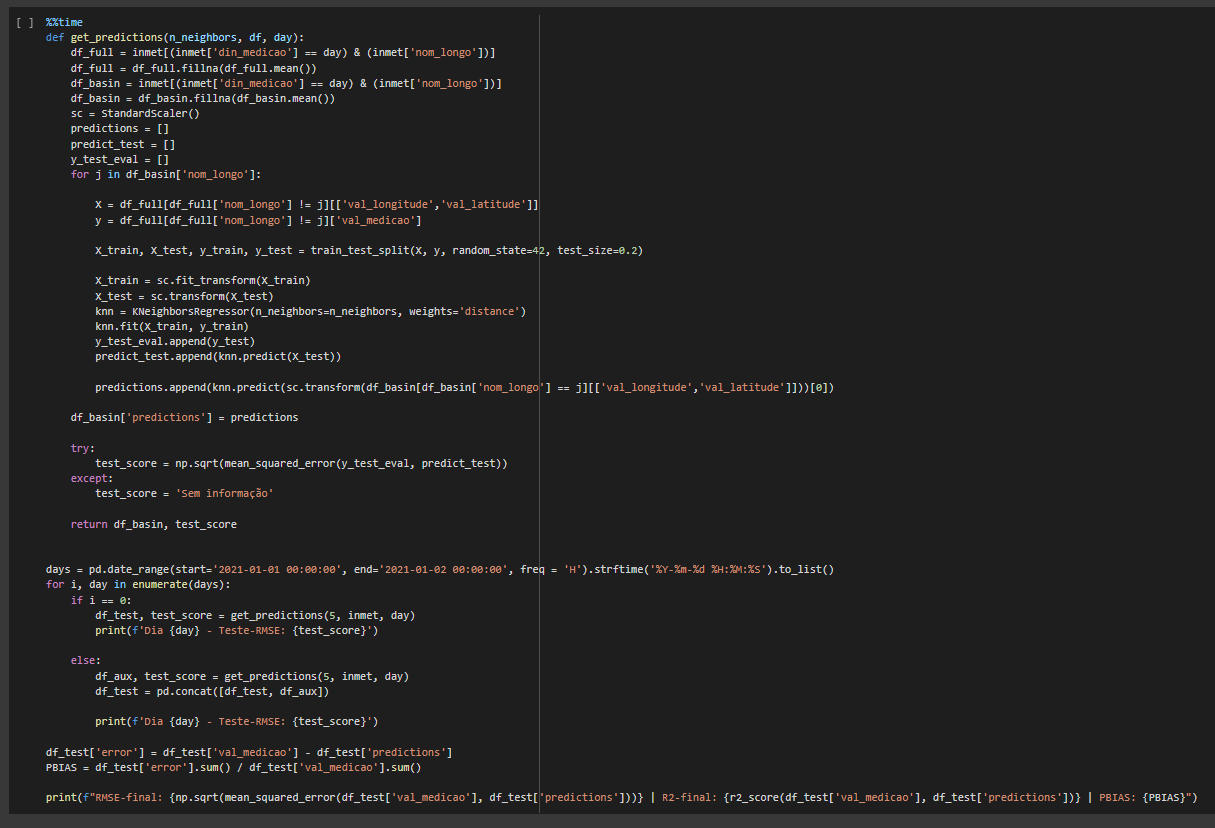 [ ] %%time
def get_predictions(n_neighbors, df, day):
    df_full = inmet[(inmet['din_medicao'] == day) & (inmet['nom_longo'])]
    df_full = df_full.fillna(df_full.mean())
    df_basin = inmet[(inmet['din_medicao'] == day) & (inmet['nom_longo'])]
    df_basin = df_basin.fillna(df_basin.mean())
    sc = StandardScaler()
    predictions = []
    predict_test = []
    y_test_eval = []
    for j in df_basin['nom_longo']:
        X = df_full[df_full['nom_longo'] != j][['val_longitude','val_latitude']]
        y = df_full[df_full['nom_longo'] != j]['val_medicao']
        X_train, X_test, y_train, y_test = train_test_split(X, y, random_state=42, test_size=0.2)
        X_train = sc.fit_transform(X_train)
        X_test = sc.transform(X_test)
        knn = KNeighborsRegressor(n_neighbors=n_neighbors, weights='distance')
        knn.fit(X_train, y_train)
        y_test_eval.append(y_test)
        predict_test.append(knn.predict(X_test))
        predictions.append(knn.predict(sc.transform(df_basin[df_basin['nom_longo'] == j][['val_longitude','val_latitude']]))[0])
    df_basin['predictions'] = predictions
    try:
        test_score = np.sqrt(mean_squared_error(y_test_eval, predict_test))
    except:
        test_score = 'Sem informação'
    return df_basin, test_score
days = pd.date_range(start='2021-01-01 00:00:00', end='2021-01-02 00:00:00', freq = 'H').strftime('%Y-%m-%d %H:%M:%S').to_list()
for i, day in enumerate(days):
    if i == 0:
        df_test, test_score = get_predictions(5, inmet, day)
        print(f'Dia {day} - Teste-RMSE: {test_score}')
    else:
        df_aux, test_score = get_predictions(5, inmet, day)
        df_test = pd.concat([df_test, df_aux])
        print(f'Dia {day} - Teste-RMSE: {test_score}')
df_test['error'] = df_test['val_medicao'] - df_test['predictions']
PBIAS = df_test['error'].sum() / df_test['val_medicao'].sum()
print(f"RMSE-final: {np.sqrt(mean_squared_error(df_test['val_medicao'], df_test['predictions']))} | R2-final: {r2_score(df_test['val_medicao'], df_test['predictions'])} | PBIAS: {PBIAS}")